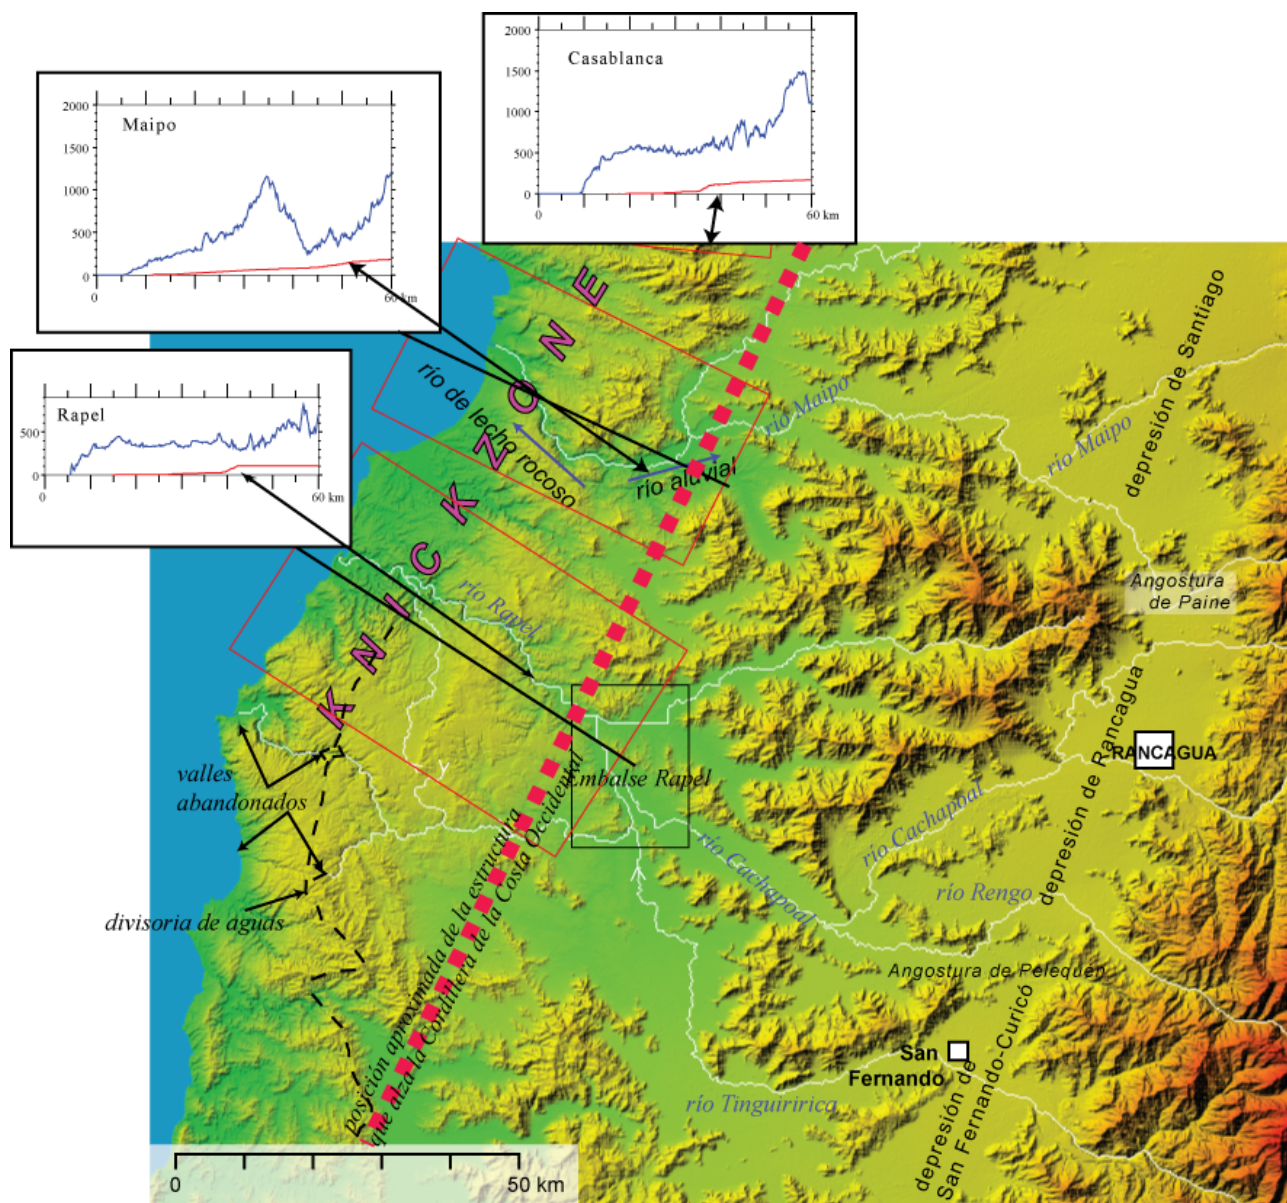 Casablanca
2000
1500
1000
500
0
0
60 km
Maipo
2000
1500
1000
500
0
0
60 km
Rapel
500
0
0
60 km
KNICKZONE
río de lecho rocoso
río aluvial
río Maipo
río Maipo
depresión de Santiago
Angostura
de Paine
río Rapel
RANCAGUA
depresión de Rancagua
Embalse Rapel
valles
abandonados
río Cachapoal
río Cachapoal
río Rengo
divisoria de aguas
posición aproximada de la estructura
que alza la Cordillera de la Costa Occidental
Angostura de Pelequén
San
Fernando
depresión de
San Fernando-Curicó
río Tinguiririca
0
50 km